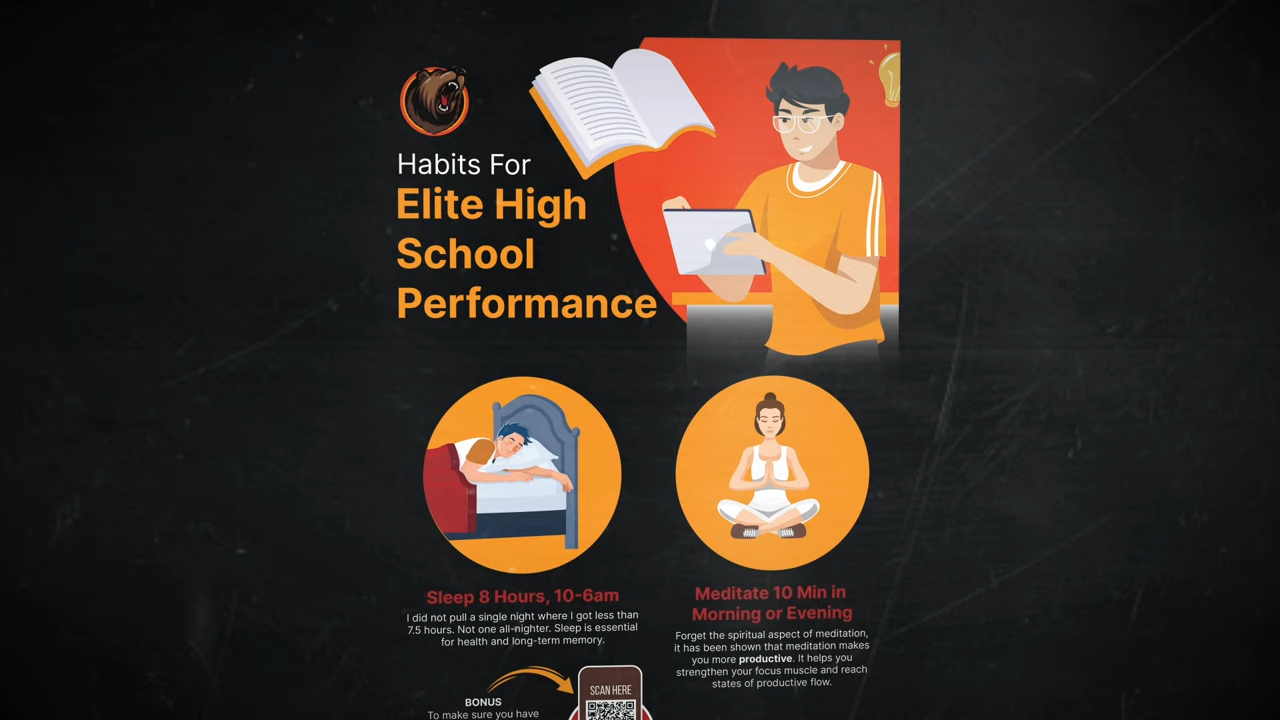 Habits For
Elite High
School
Performance
Sleep 8 Hours, 10-6am
I did not pull a single night where I got less than
7.5 hours. Not one all-nighter. Sleep is essential
for health and long-term memory.
Meditate 10 Min in
Morning or Evening
Forget the spiritual aspect of meditation,
it has been shown that meditation makes
you more productive. It helps you
strengthen your focus muscle and reach
states of productive flow.
BONUS
To make sure you have
SCAN HERE